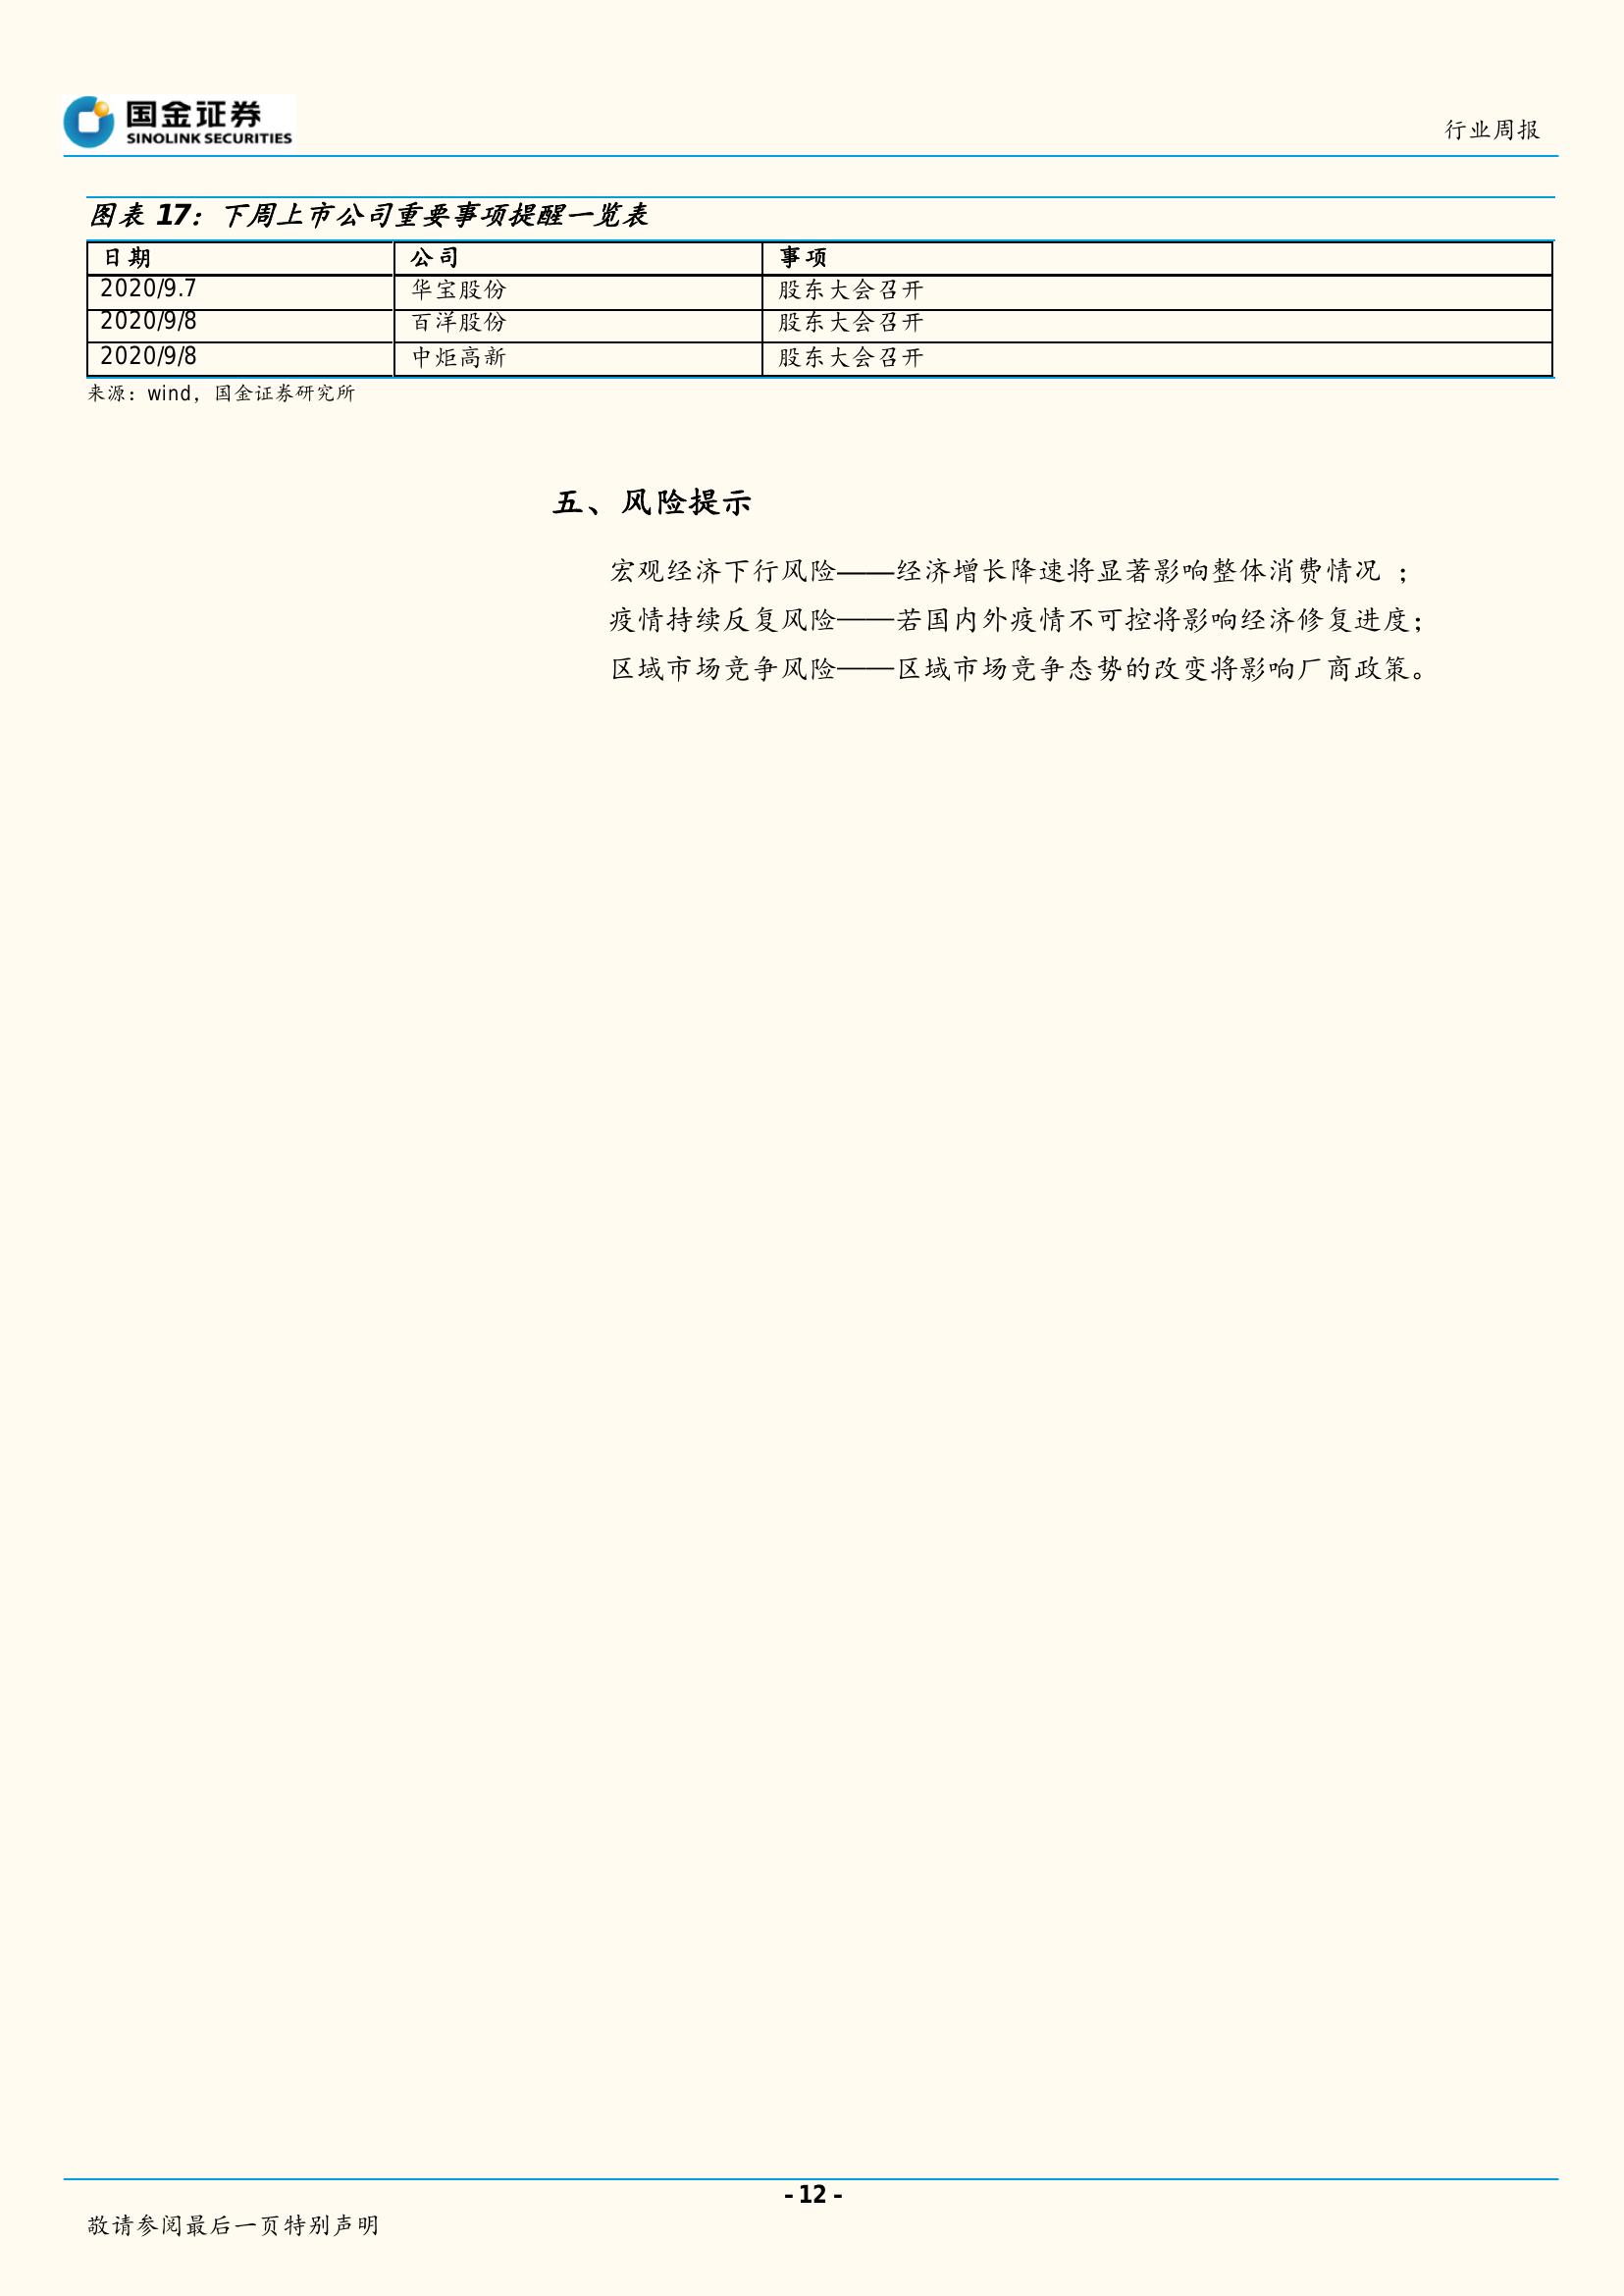 国金证券
SINOLINK SECURITIES
行业周报
图表 17：下周上市公司重要事项提醒一览表
日期 公司 事项
2020/9.7 华宝股份 股东大会召开
2020/9/8 百洋股份 股东大会召开
2020/9/8 中炬高新 股东大会召开
来源：wind，国金证券研究所
五、风险提示
宏观经济下行风险——经济增长降速将显著影响整体消费情况 ；
疫情持续反复风险——若国内外疫情不可控将影响经济修复进度；
区域市场竞争风险——区域市场竞争态势的改变将影响厂商政策。
- 12 -
敬请参阅最后一页特别声明